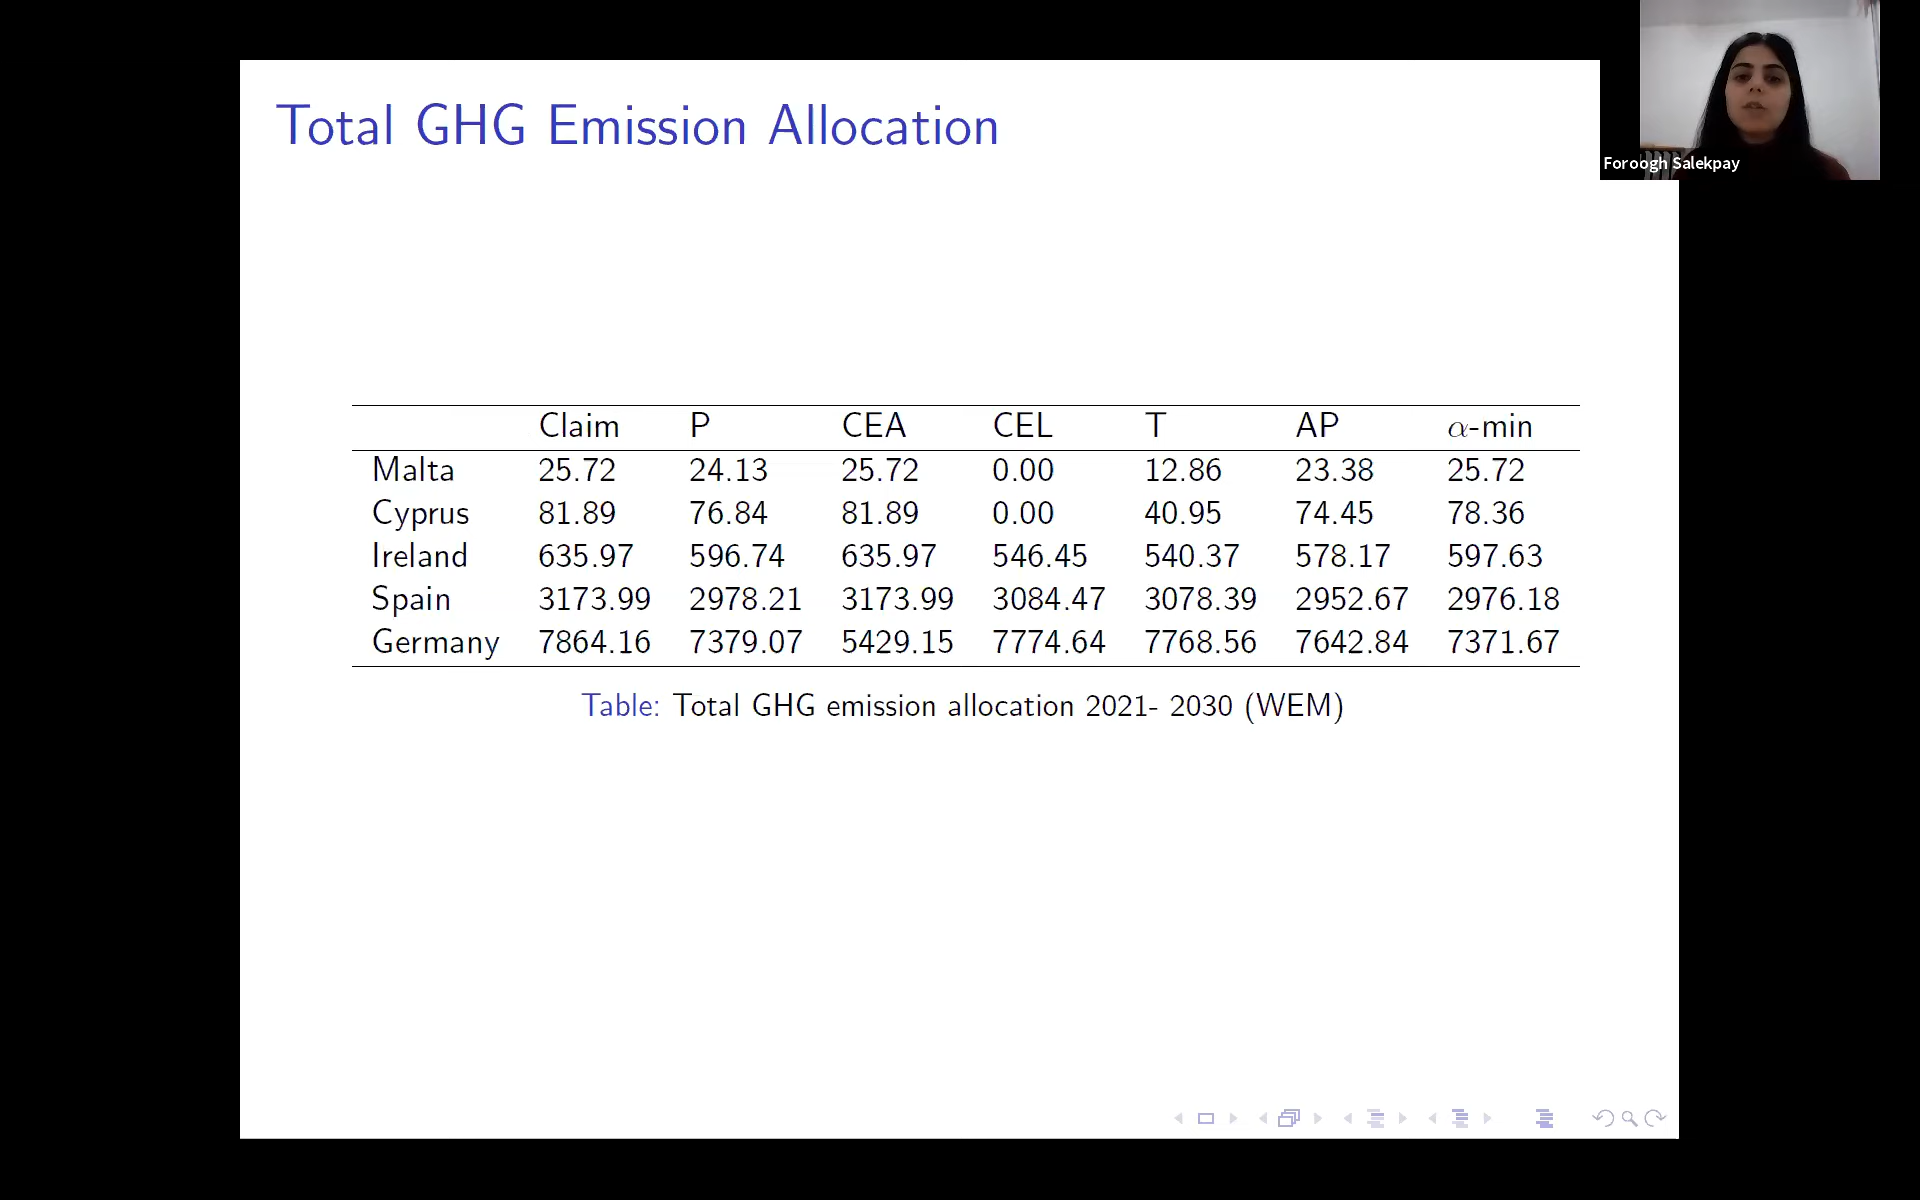 Total GHG Emission Allocation
Foroogh Salekpay
Claim P CEA CEL T AP α-min
Malta 25.72 24.13 25.72 0.00 12.86 23.38 25.72
Cyprus 81.89 76.84 81.89 0.00 40.95 74.45 78.36
Ireland 635.97 596.74 635.97 546.45 540.37 578.17 597.63
Spain 3173.99 2978.21 3173.99 3084.47 3078.39 2952.67 2976.18
Germany 7864.16 7379.07 5429.15 7774.64 7768.56 7642.84 7371.67
Table: Total GHG emission allocation 2021- 2030 (WEM)